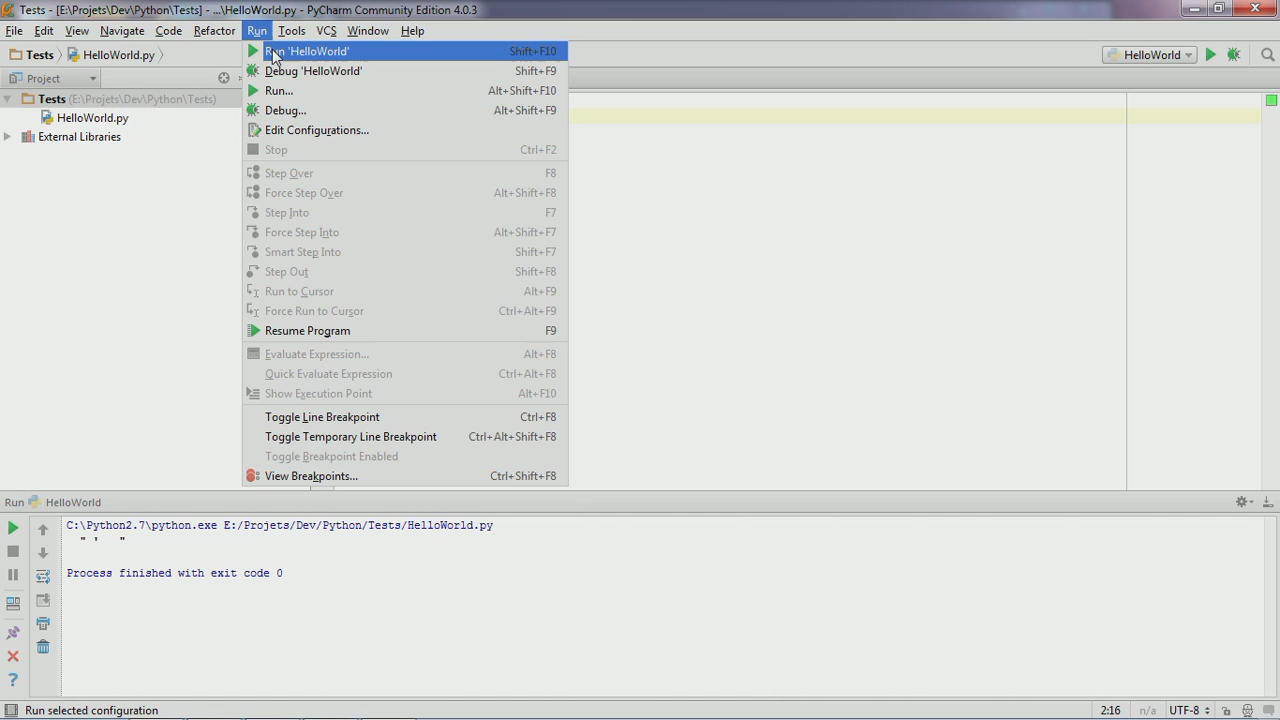 Tests - [E:\Projets\Dev\Python\Tests] - ...\HelloWorld.py - PyCharm Community Edition 4.0.3
File Edit View Navigate Code Refactor Run Tools VCS Window Help
Tests HelloWorld.py HelloWorld
Project
Tests (E:\Projets\Dev\Python\Tests)
HelloWorld.py
External Libraries
Run 'HelloWorld' Shift+F10
Debug 'HelloWorld' Shift+F9
Run... Alt+Shift+F10
Debug... Alt+Shift+F9
Edit Configurations...
Stop Ctrl+F2
Step Over F8
Force Step Over Alt+Shift+F8
Step Into F7
Force Step Into Alt+Shift+F7
Smart Step Into Shift+F7
Step Out Shift+F8
Run to Cursor Alt+F9
Force Run to Cursor Ctrl+Alt+F9
Resume Program F9
Evaluate Expression... Alt+F8
Quick Evaluate Expression Ctrl+Alt+F8
Show Execution Point Alt+F10
Toggle Line Breakpoint Ctrl+F8
Toggle Temporary Line Breakpoint Ctrl+Alt+Shift+F8
Toggle Breakpoint Enabled
View Breakpoints... Ctrl+Shift+F8
Run HelloWorld
C:\Python2.7\python.exe E:/Projets/Dev/Python/Tests/HelloWorld.py
" ' "
Process finished with exit code 0
Run selected configuration 2:16 n/a UTF-8